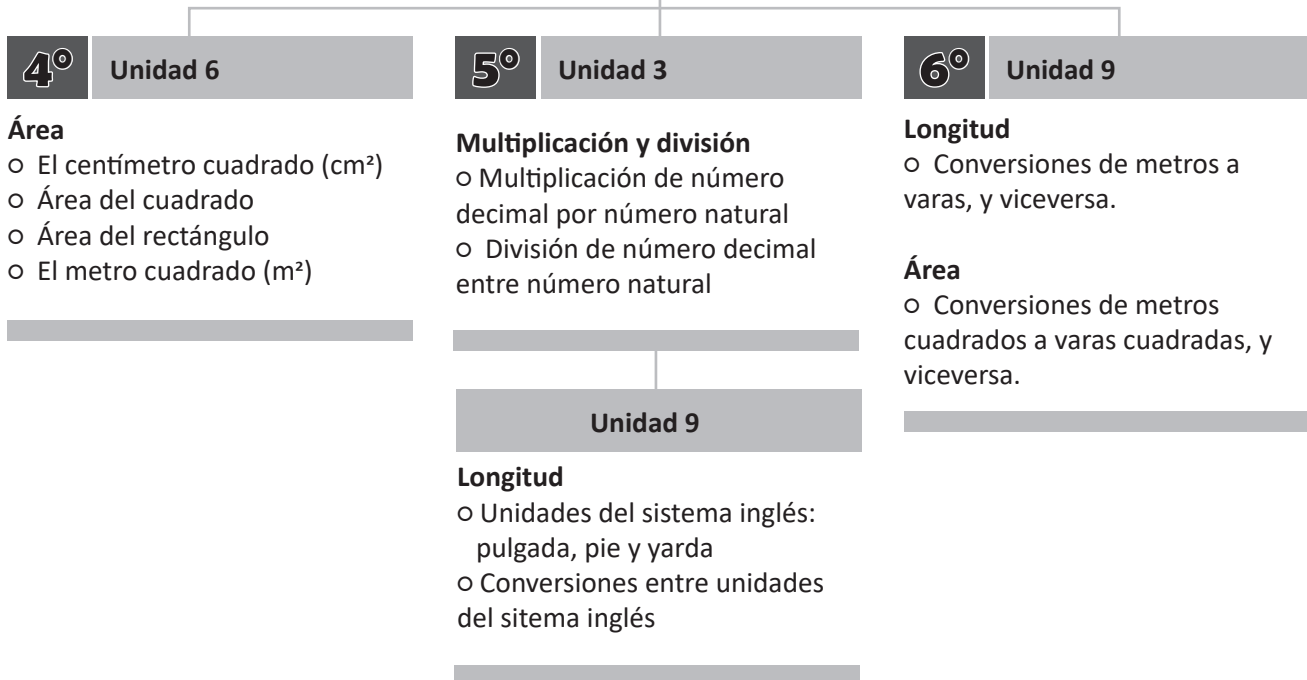 4º Unidad 6
Área
○ El centímetro cuadrado (cm²)
○ Área del cuadrado
○ Área del rectángulo
○ El metro cuadrado (m²)
5º Unidad 3
Multiplicación y división
○ Multiplicación de número
decimal por número natural
○ División de número decimal
entre número natural
Unidad 9
Longitud
○ Unidades del sistema inglés:
pulgada, pie y yarda
○ Conversiones entre unidades
del sitema inglés
6º Unidad 9
Longitud
○ Conversiones de metros a
varas, y viceversa.
Área
○ Conversiones de metros
cuadrados a varas cuadradas, y
viceversa.